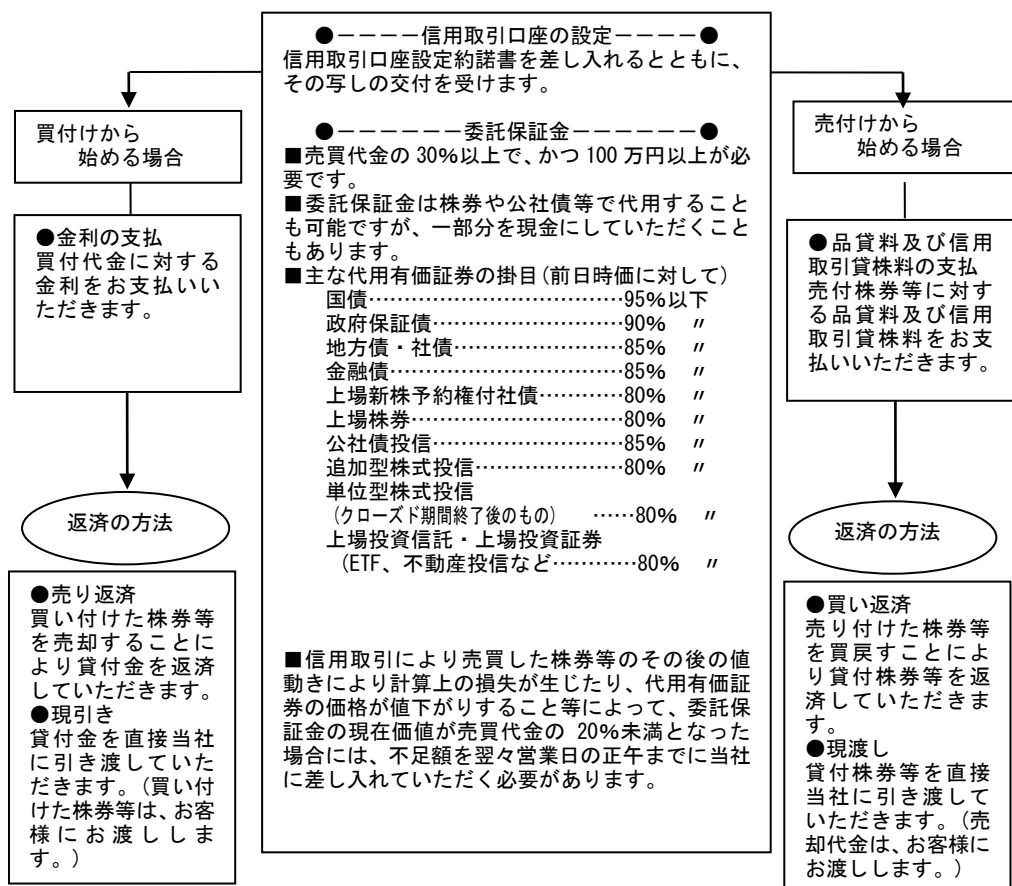 ●－－－－信用取引口座の設定－－－－●
信用取引口座設定約諾書を差し入れるとともに、
その写しの交付を受けます。
●－－－－－－委託保証金－－－－－－●
■売買代金の 30%以上で、かつ 100 万円以上が必
要です。
■委託保証金は株券や公社債等で代用すること
も可能ですが、一部分を現金にしていただくこと
もあります。
■主な代用有価証券の掛目(前日時価に対して)
国債……………………………95%以下
政府保証債………………………90% 〃
地方債・社債……………………85% 〃
金融債……………………………85% 〃
上場新株予約権付社債…………80% 〃
上場株券…………………………80% 〃
公社債投信………………………85% 〃
追加型株式投信…………………80% 〃
単位型株式投信
(クローズド期間終了後のもの) ……80% 〃
上場投資信託・上場投資証券
(ETF、不動産投信など…………80% 〃
■信用取引により売買した株券等のその後の値
動きにより計算上の損失が生じたり、代用有価証
券の価格が値下がりすること等によって、委託保
証金の現在価値が売買代金の 20%未満となった
場合には、不足額を翌々営業日の正午までに当社
に差し入れていただく必要があります。
買付けから
始める場合
●金利の支払
買付代金に対する
金利をお支払いい
ただきます。
返済の方法
●売り返済
買い付けた株券等
を売却することに
より貸付金を返済
していただきます。
●現引き
貸付金を直接当社
に引き渡していた
だきます。(買い付
けた株券等は、お客
様にお渡ししま
す。)
売付けから
始める場合
●品貸料及び信用
取引貸株料の支払
売付株券等に対す
る品貸料及び信用
取引貸株料をお支
払いいただきます。
返済の方法
●買い返済
売り付けた株券等
を買戻すことによ
り貸付株券等を返
済していただきま
す。
●現渡し
貸付株券等を直接
当社に引き渡して
いただきます。(売
却代金は、お客様に
お渡しします。)